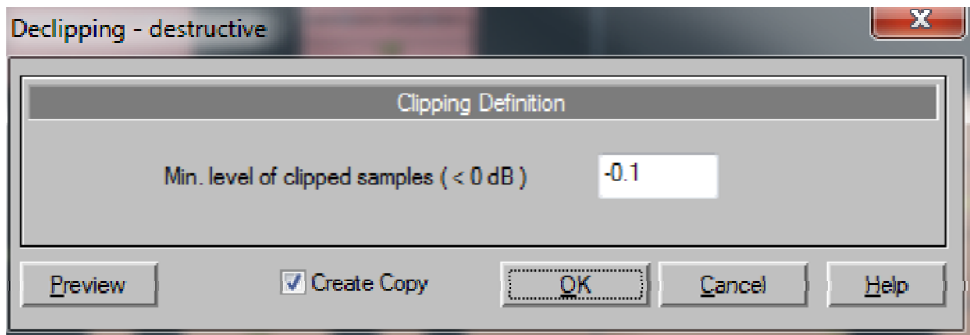 Declipping - destructive
X
Clipping Definition
Min. level of clipped samples ( < 0 dB )
-0.1
Preview
Create Copy
OK
Cancel
Help